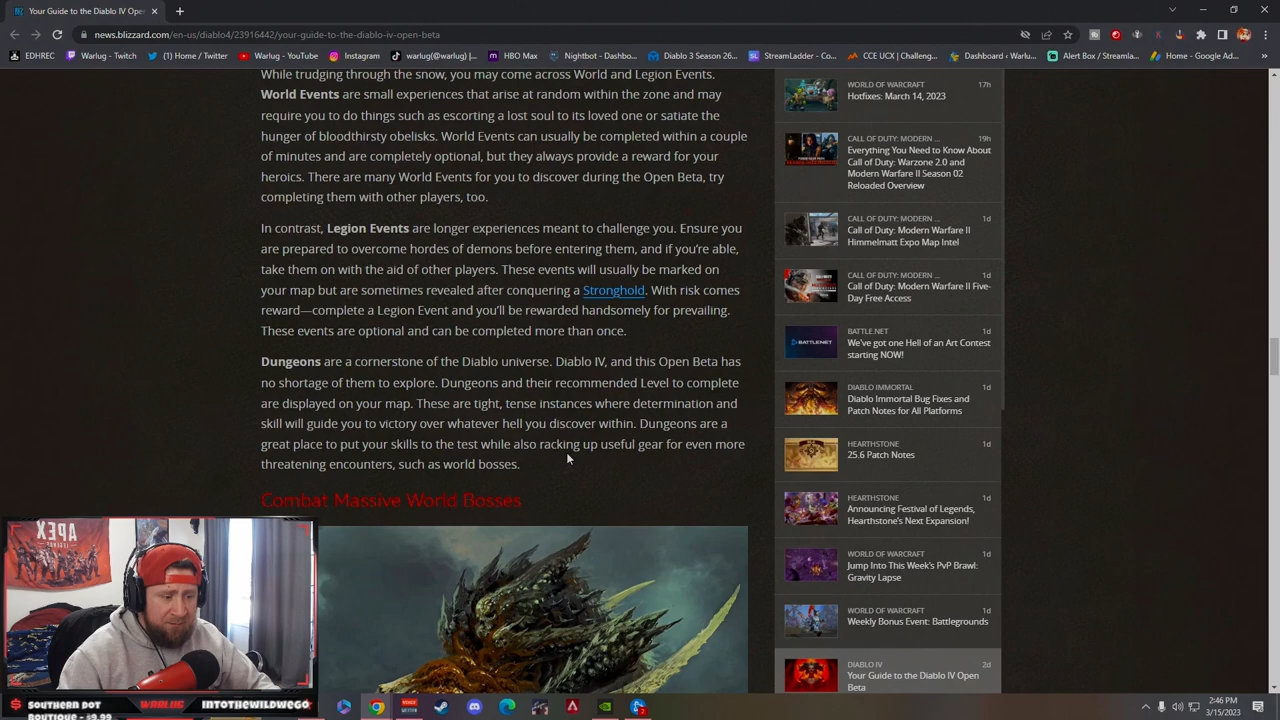 Your Guide to the Diablo IV Open
news.blizzard.com/en-us/diablo4/23916442/your-guide-to-the-diablo-iv-open-beta
EDHREC
Warlug - Twitch
(1) Home / Twitter
Warlug - YouTube
Instagram
warlug(@warlug) |...
HBO Max
Nightbot - Dashbo...
Diablo 3 Season 26...
StreamLadder - Co...
CCE UCX | Challeng...
Dashboard ‹ Warlu...
Alert Box / Streamla...
Home - Google Ad...
While trudging through the snow, you may come across World and Legion Events.
World Events are small experiences that arise at random within the zone and may
require you to do things such as escorting a lost soul to its loved one or satiate the
hunger of bloodthirsty obelisks. World Events can usually be completed within a couple
of minutes and are completely optional, but they always provide a reward for your
heroics. There are many World Events for you to discover during the Open Beta, try
completing them with other players, too.
In contrast, Legion Events are longer experiences meant to challenge you. Ensure you
are prepared to overcome hordes of demons before entering them, and if you're able,
take them on with the aid of other players. These events will usually be marked on
your map but are sometimes revealed after conquering a Stronghold. With risk comes
reward—complete a Legion Event and you'll be rewarded handsomely for prevailing.
These events are optional and can be completed more than once.
Dungeons are a cornerstone of the Diablo universe. Diablo IV, and this Open Beta has
no shortage of them to explore. Dungeons and their recommended Level to complete
are displayed on your map. These are tight, tense instances where determination and
skill will guide you to victory over whatever hell you discover within. Dungeons are a
great place to put your skills to the test while also racking up useful gear for even more
threatening encounters, such as world bosses.
Combat Massive World Bosses
WORLD OF WARCRAFT 17h
Hotfixes: March 14, 2023
CALL OF DUTY: MODERN ... 19h
Everything You Need to Know About
Call of Duty: Warzone 2.0 and
Modern Warfare II Season 02
Reloaded Overview
CALL OF DUTY: MODERN ... 1d
Call of Duty: Modern Warfare II
Himmelmatt Expo Map Intel
CALL OF DUTY: MODERN ... 1d
Call of Duty: Modern Warfare II Five-
Day Free Access
BATTLE.NET 1d
We've got one Hell of an Art Contest
starting NOW!
BATTLE.NET
DIABLO IMMORTAL 1d
Diablo Immortal Bug Fixes and
Patch Notes for All Platforms
HEARTHSTONE 1d
25.6 Patch Notes
HEARTHSTONE 1d
Announcing Festival of Legends,
Hearthstone's Next Expansion!
WORLD OF WARCRAFT 1d
Jump Into This Week's PvP Brawl:
Gravity Lapse
WORLD OF WARCRAFT 1d
Weekly Bonus Event: Battlegrounds
DIABLO IV 2d
Your Guide to the Diablo IV Open
Beta
APEX
SOUTHERN DOT
BOUTIQUE - $9.99
WARLUG
INTOTHEWILDWEGO
2:46 PM
3/15/2023